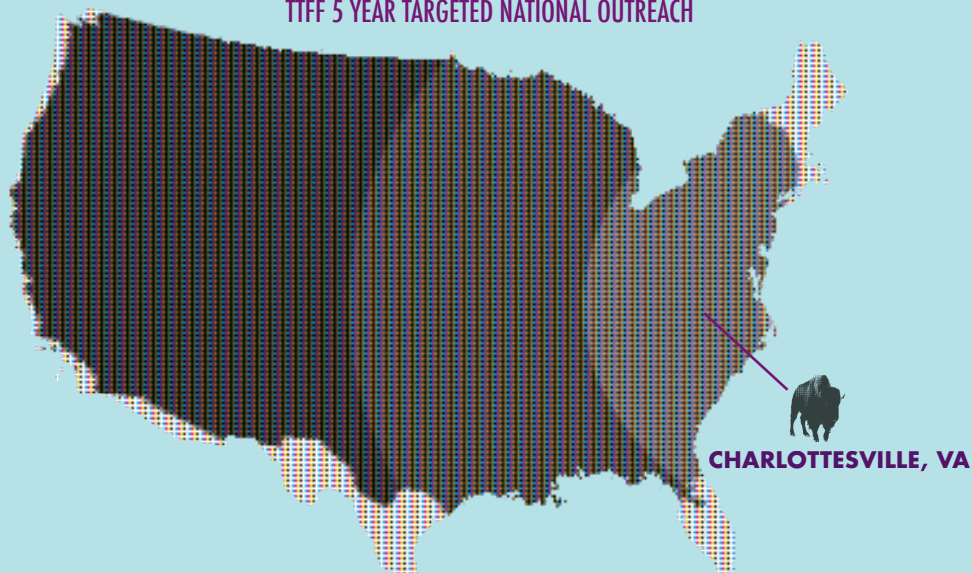 TTFF 5 YEAR TARGETED NATIONAL OUTREACH
CHARLOTTESVILLE, VA